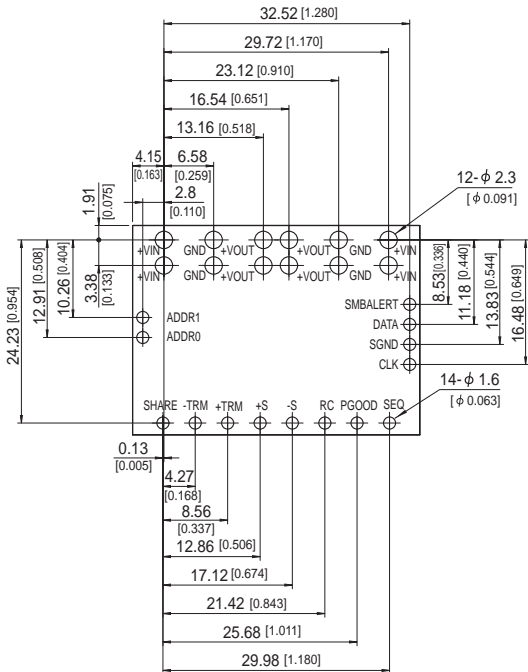 32.52 [1.280]
29.72 [1.170]
23.12 [0.910]
16.54 [0.651]
13.16 [0.518]
4.15 [0.163]
6.58 [0.259]
2.8 [0.110]
12-ϕ 2.3
[ϕ 0.091]
1.91 [0.075]
3.38 [0.133]
10.26 [0.404]
12.91 [0.508]
24.23 [0.954]
+VIN GND +VOUT +VOUT GND +VIN
+VIN GND +VOUT +VOUT GND +VIN
8.53 [0.336]
11.18 [0.440]
13.83 [0.544]
16.48 [0.649]
ADDR1
ADDR0
SMBALERT
DATA
SGND
CLK
14-ϕ 1.6
[ϕ 0.063]
SHARE -TRM +TRM +S -S RC PGOOD SEQ
0.13 [0.005]
4.27 [0.168]
8.56 [0.337]
12.86 [0.506]
17.12 [0.674]
21.42 [0.843]
25.68 [1.011]
29.98 [1.180]